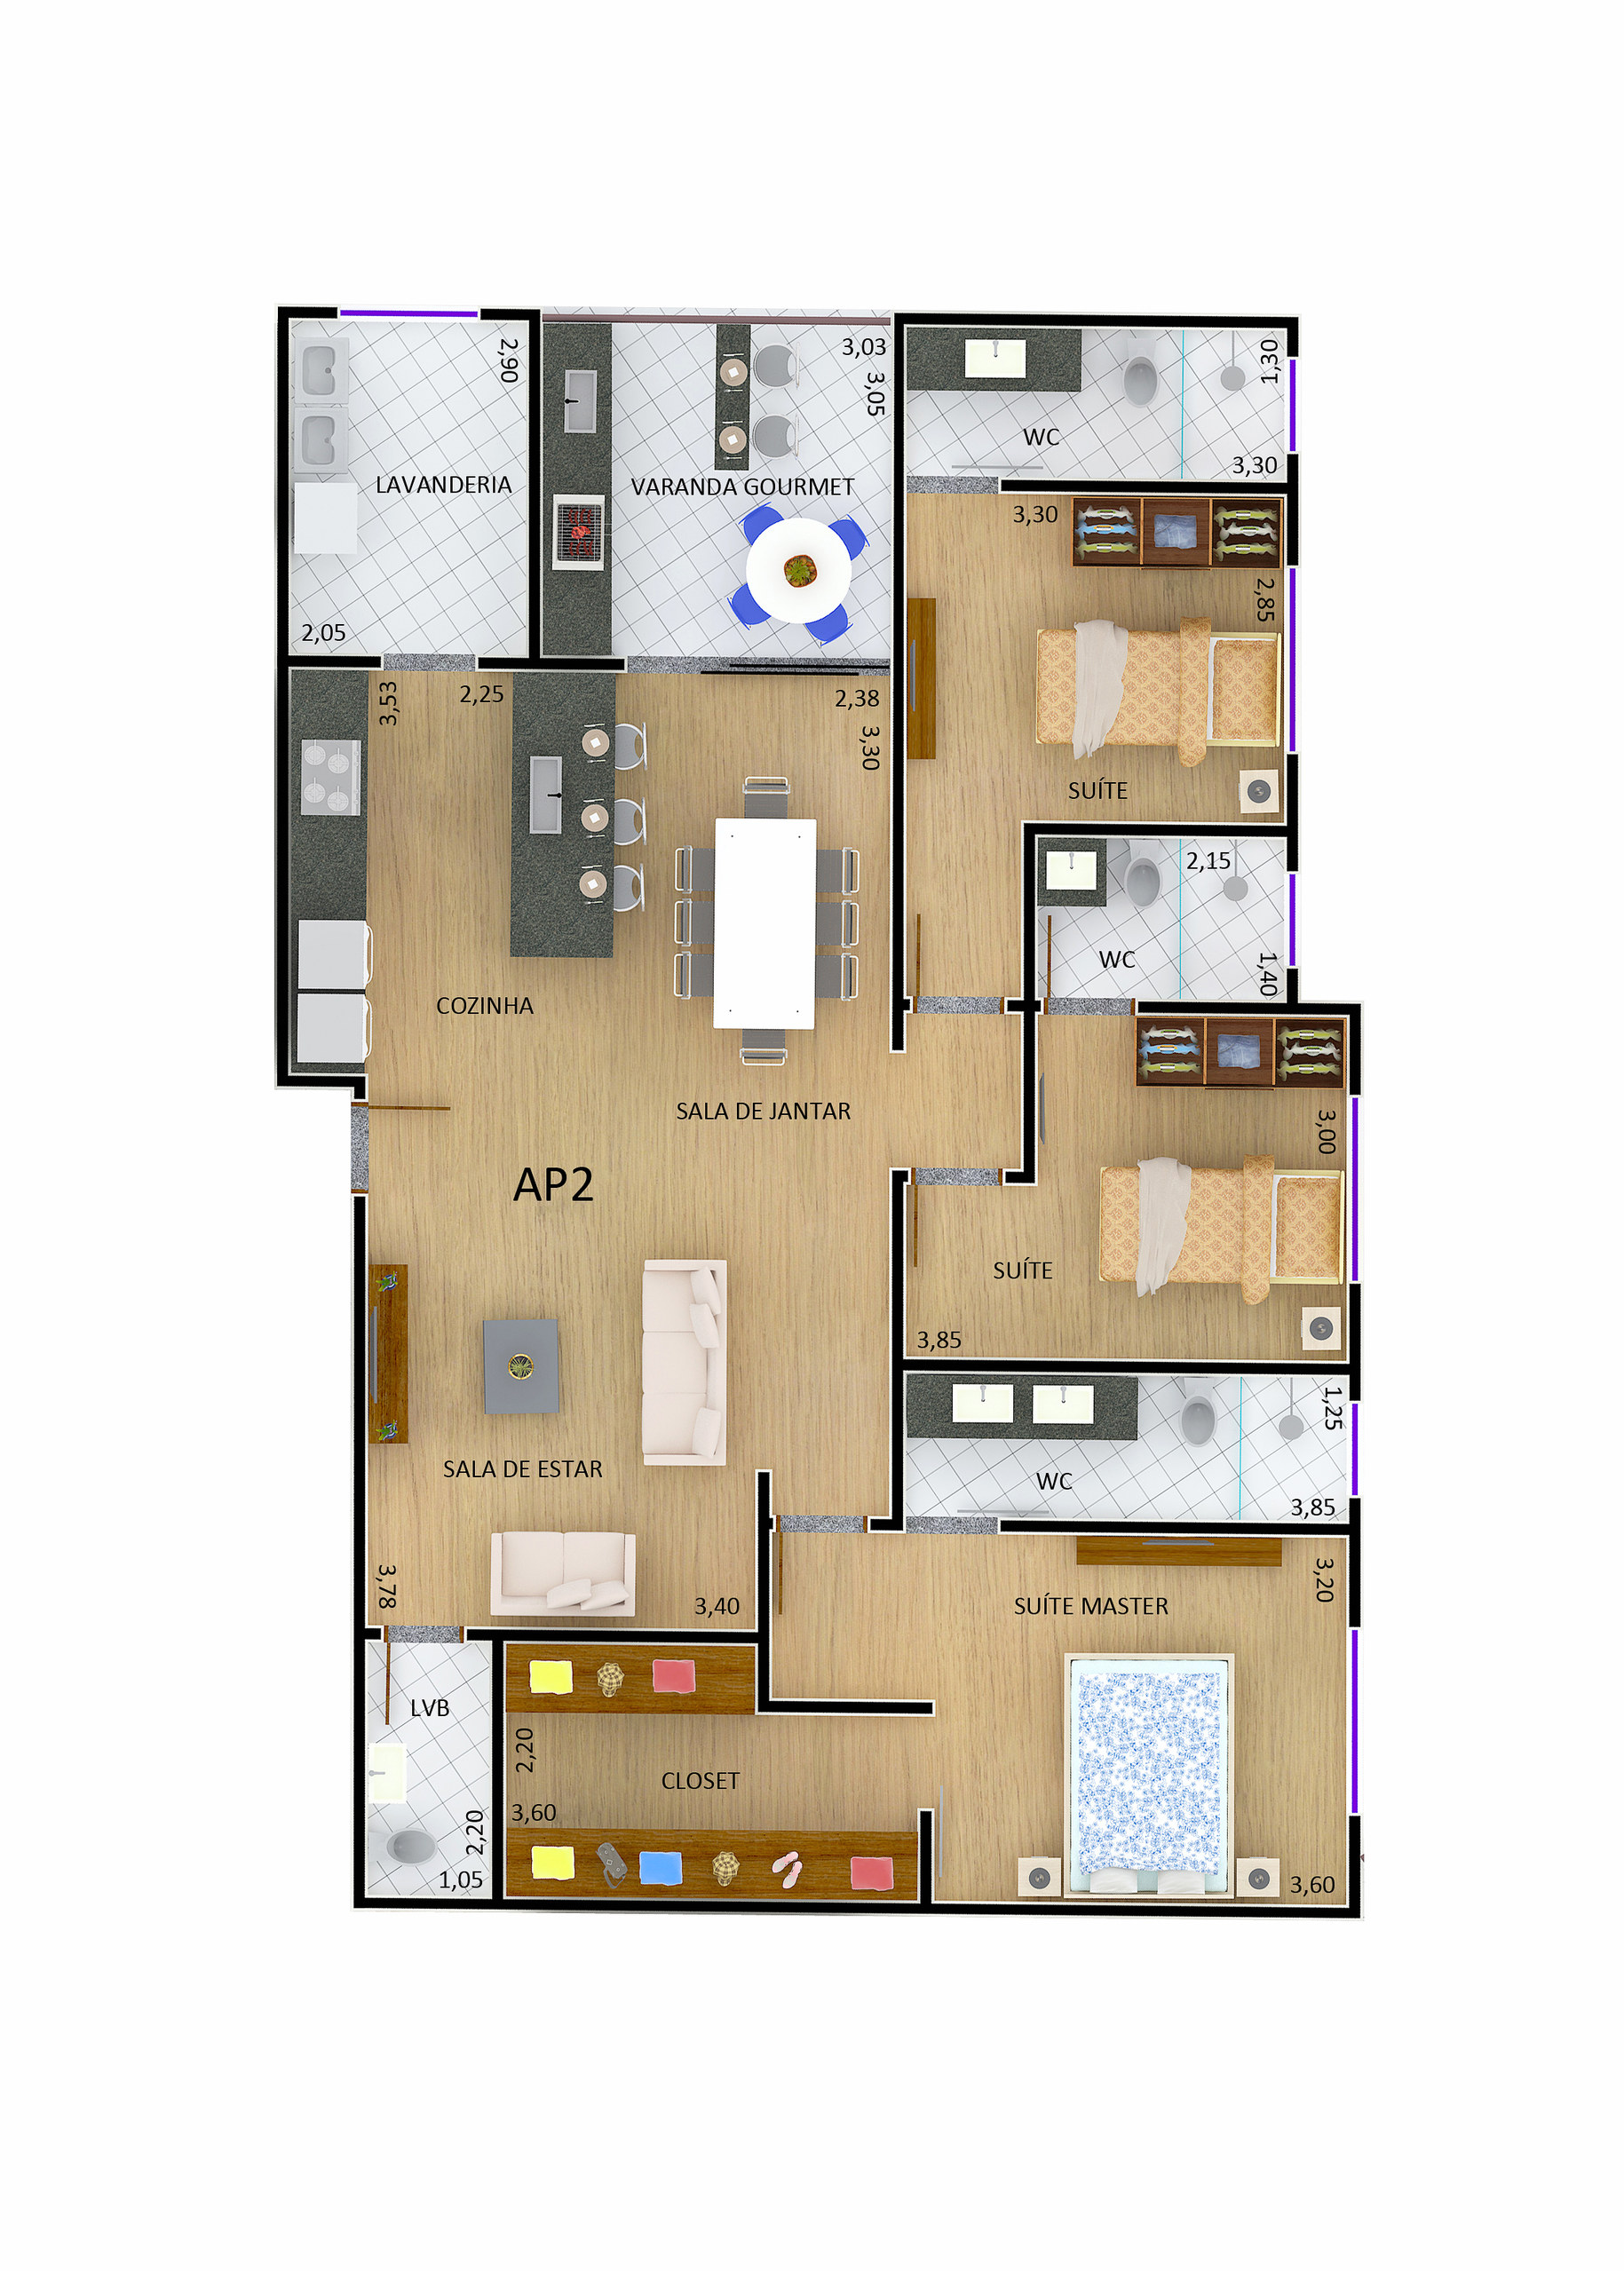 2,90
3,03
3,05
1,30
WC
3,30
LAVANDERIA
VARANDA GOURMET
2,05
3,30
2,85
3,53
2,25
2,38
3,30
SUÍTE
2,15
WC
1,40
COZINHA
SALA DE JANTAR
3,00
AP2
SUÍTE
3,85
1,25
SALA DE ESTAR
WC
3,85
3,78
3,40
SUÍTE MASTER
3,20
LVB
2,20
CLOSET
3,60
2,20
1,05
3,60